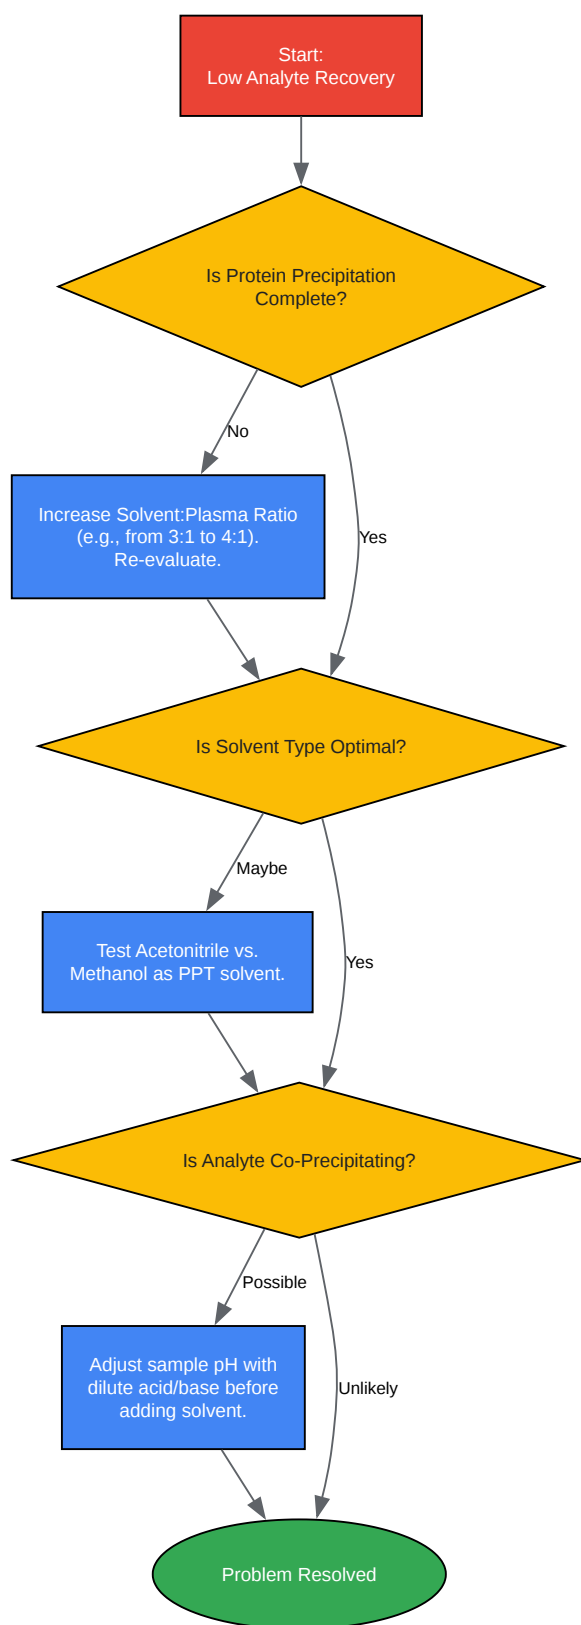 Start:
Low Analyte Recovery
Is Protein Precipitation
Complete?
No
Yes
Increase Solvent:Plasma Ratio
(e.g., from 3:1 to 4:1).
Re-evaluate.
Is Solvent Type Optimal?
Maybe
Yes
Test Acetonitrile vs.
Methanol as PPT solvent.
Is Analyte Co-Precipitating?
Possible
Unlikely
Adjust sample pH with
dilute acid/base before
adding solvent.
Problem Resolved